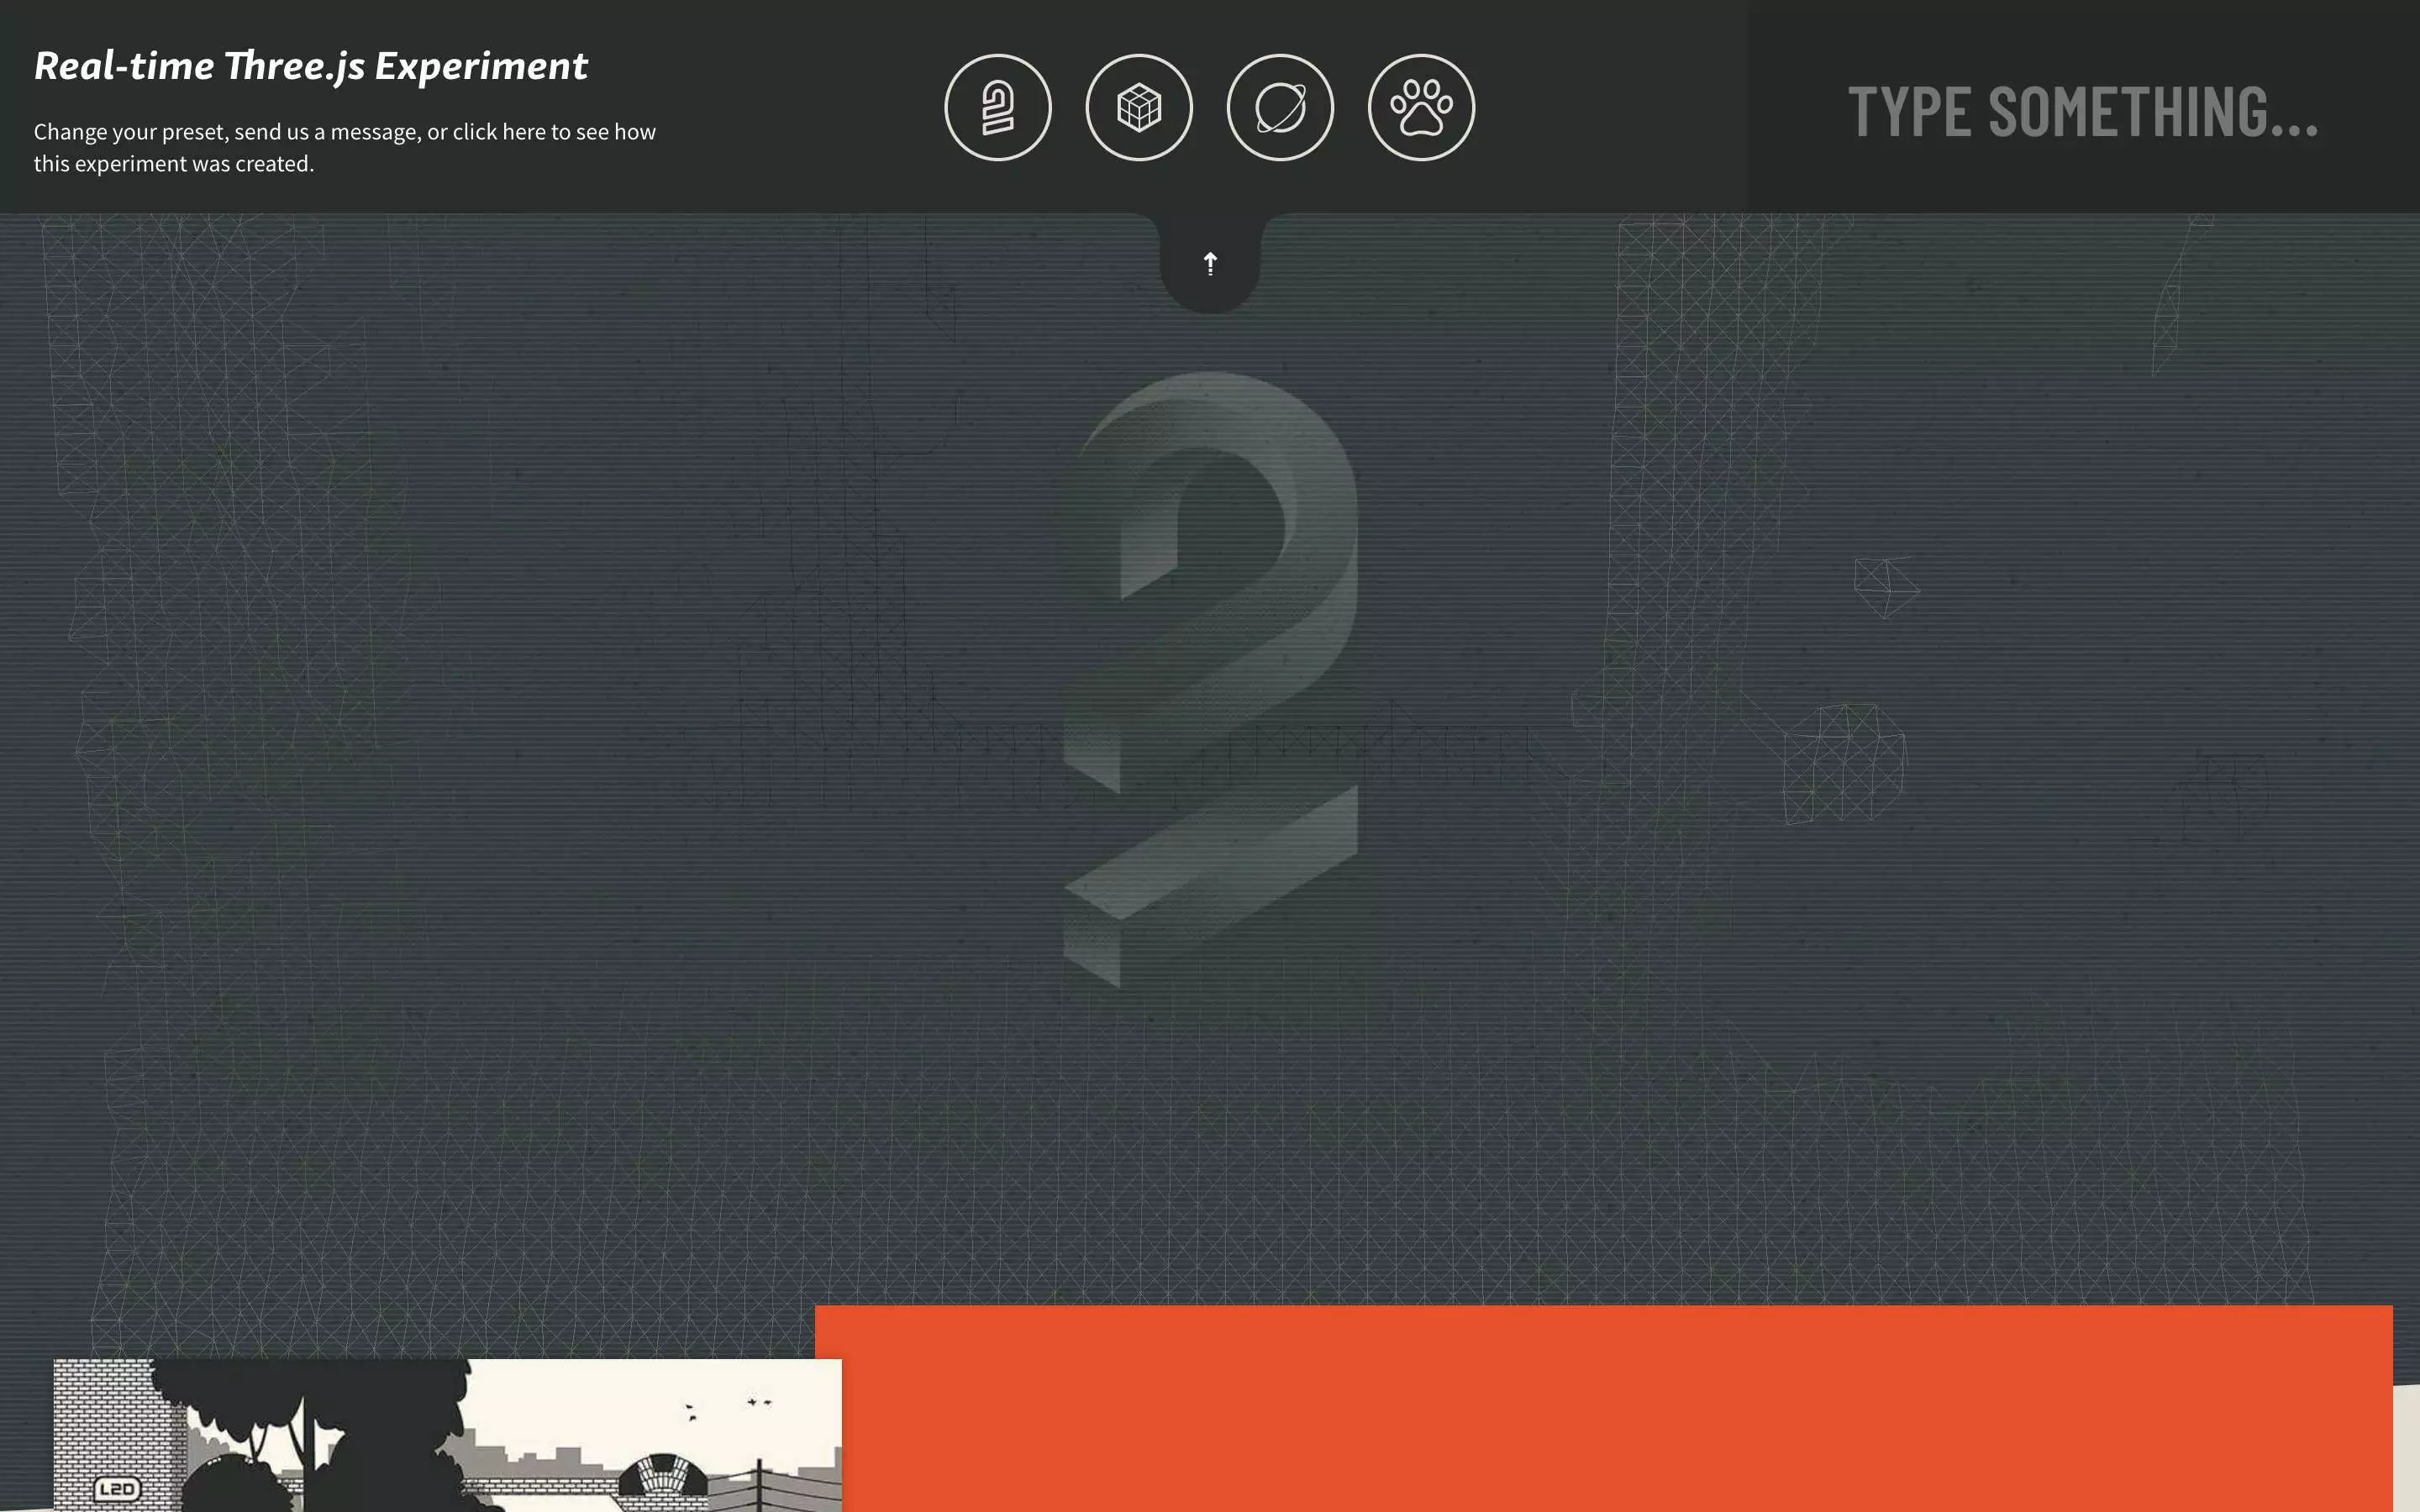 Real-time Three.js Experiment
Change your preset, send us a message, or click here to see how
this experiment was created.
TYPE SOMETHING...
2
L2D